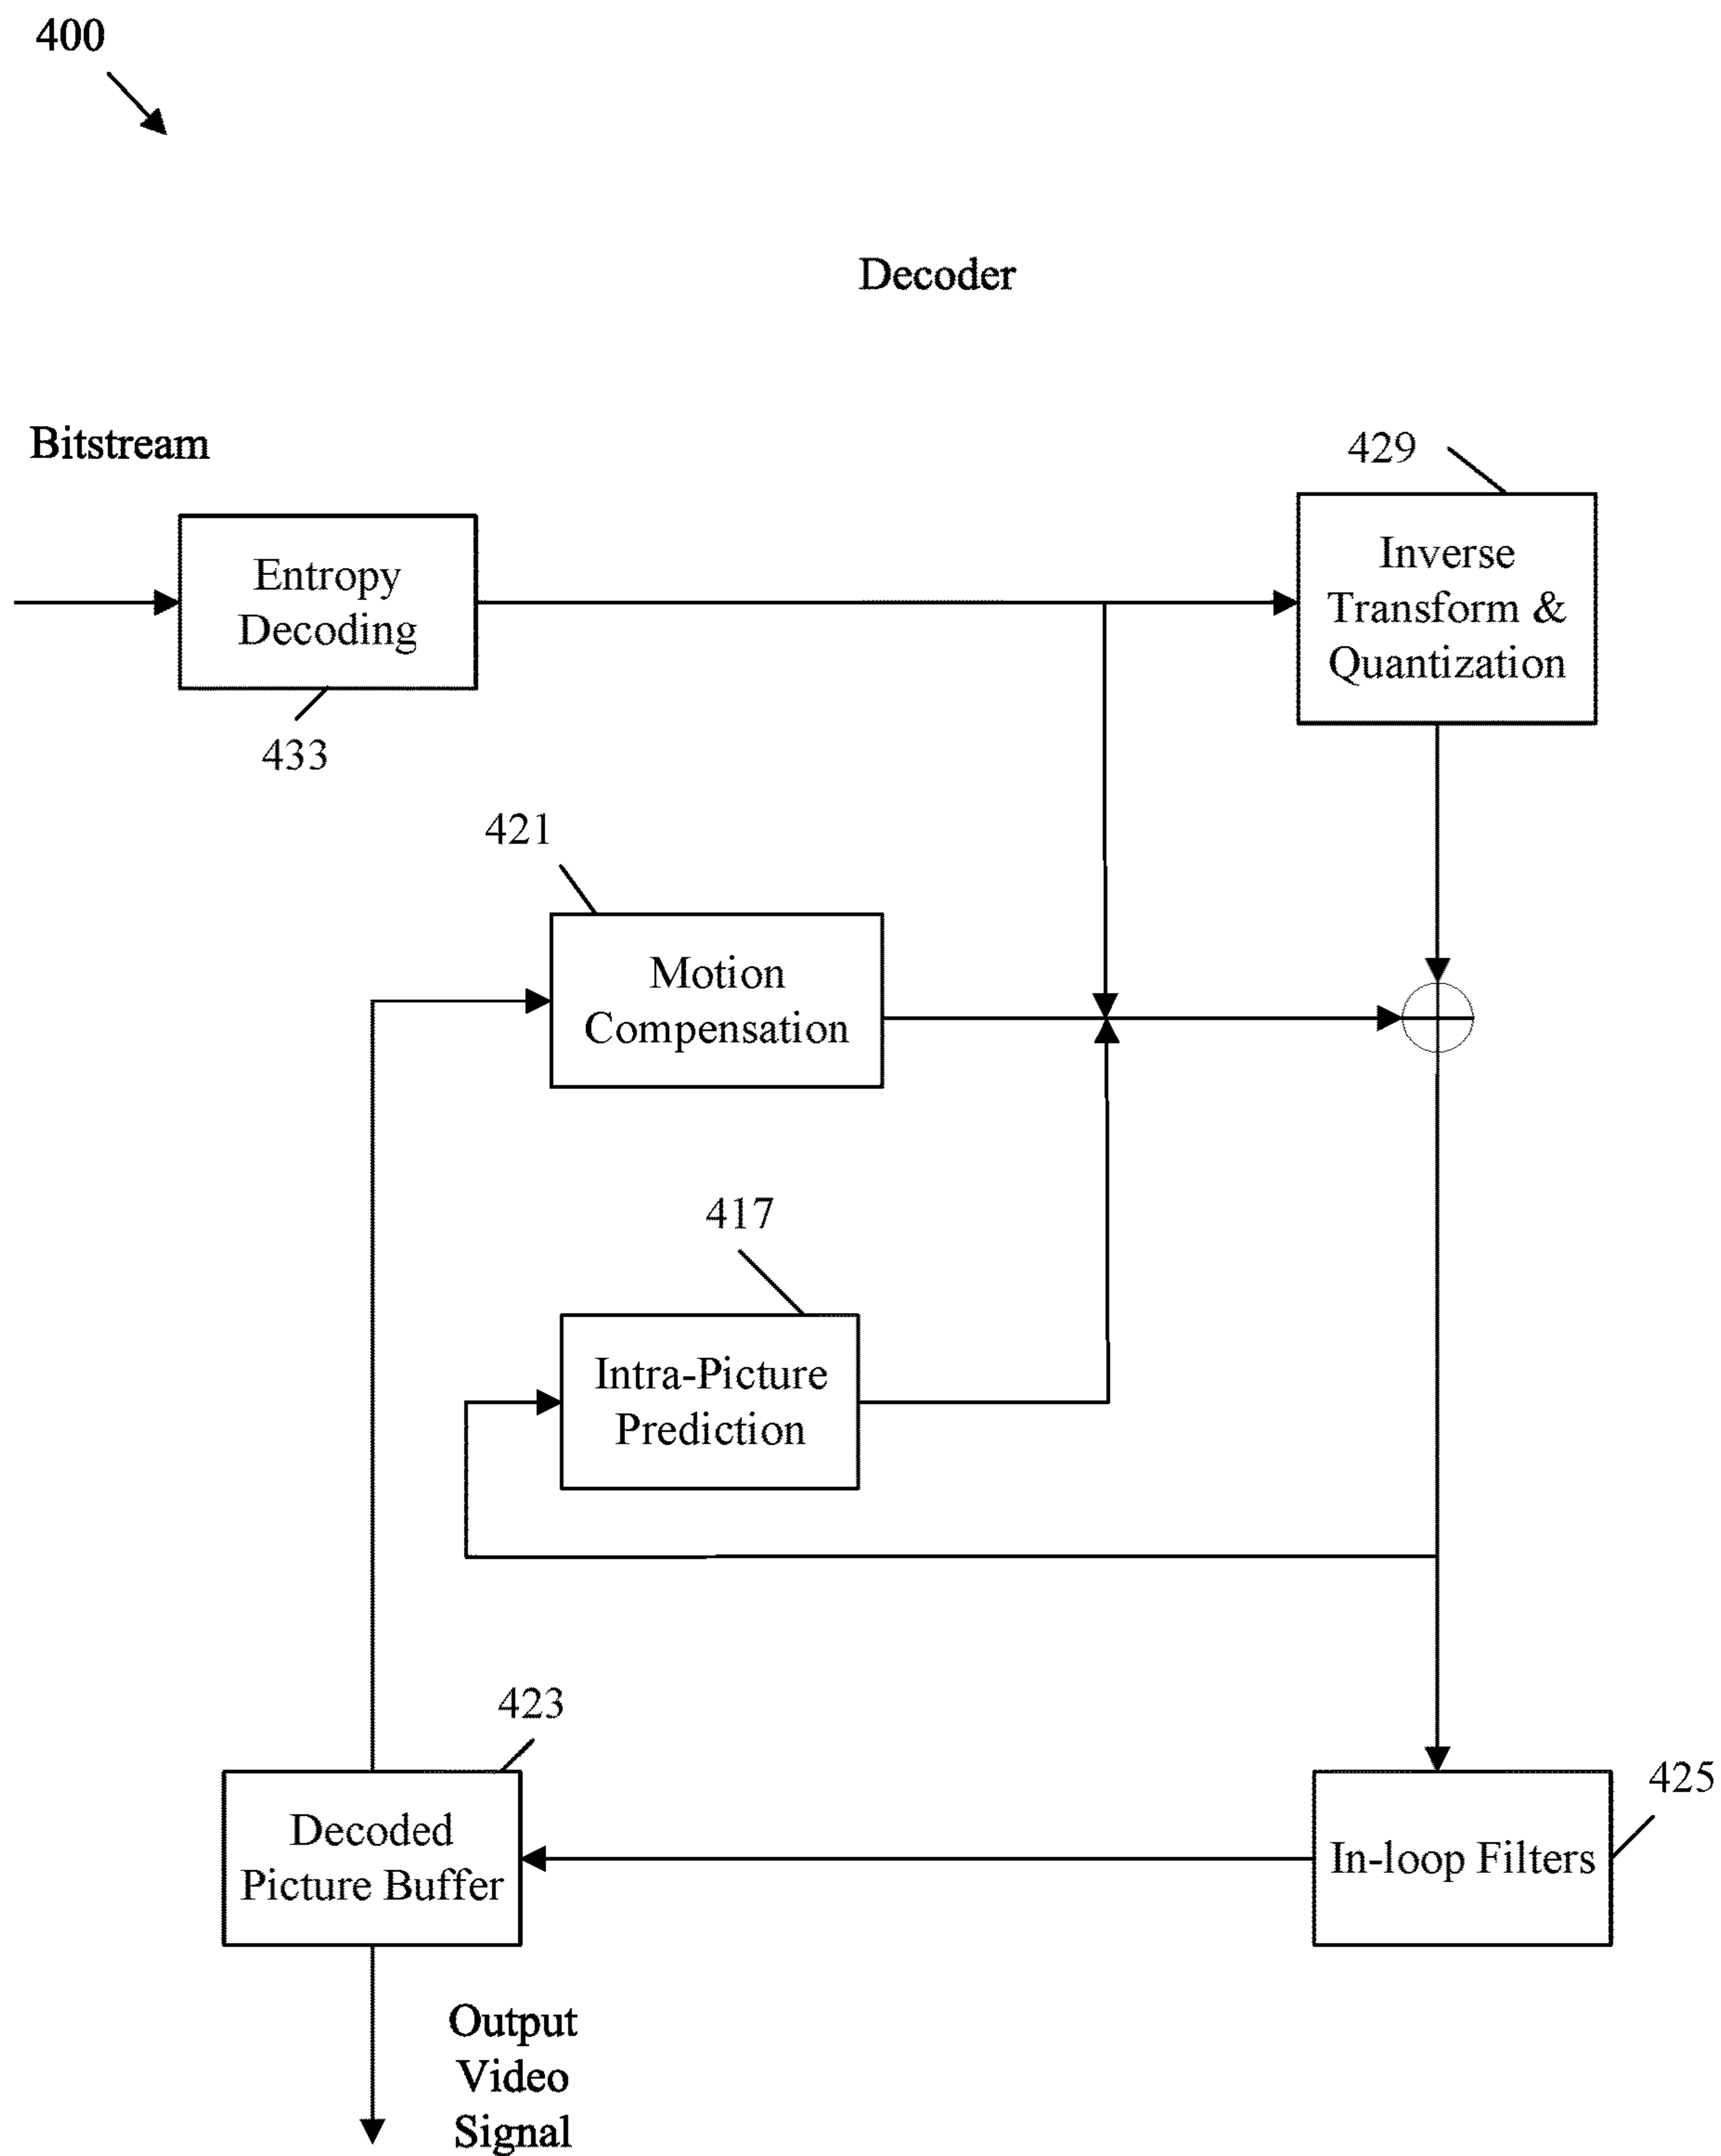 400
Decoder
Bitstream
429
Entropy
Decoding
Inverse
Transform &
Quantization
433
421
Motion
Compensation
417
Intra-Picture
Prediction
423
425
Decoded
Picture Buffer
In-loop Filters
Output
Video
Signal